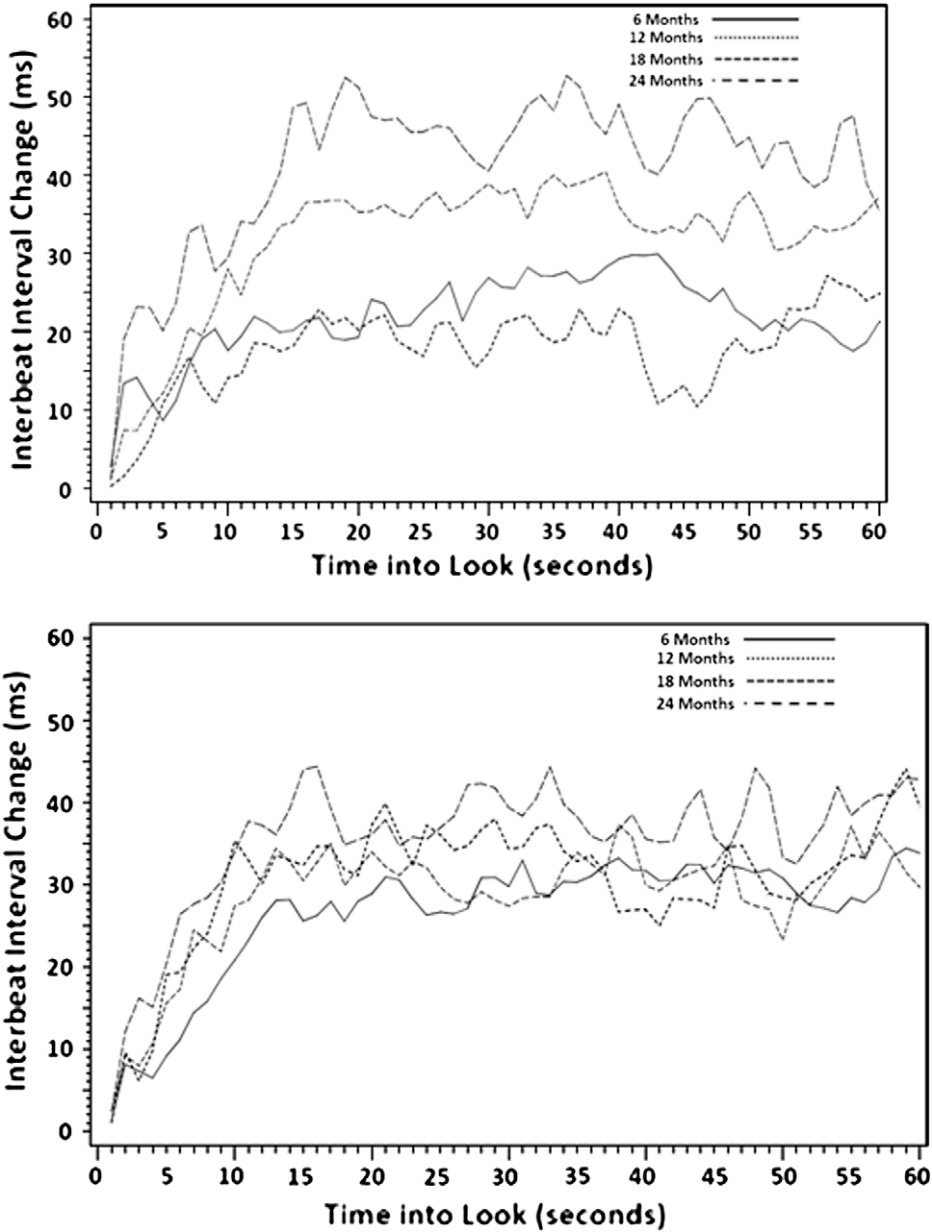 60
50
40
30
20
10
0
Interbeat Interval Change (ms)
6 Months
12 Months
18 Months
24 Months
0 5 10 15 20 25 30 35 40 45 50 55 60
Time into Look (seconds)
60
50
40
30
20
10
0
Interbeat Interval Change (ms)
6 Months
12 Months
18 Months
24 Months
0 5 10 15 20 25 30 35 40 45 50 55 60
Time into Look (seconds)